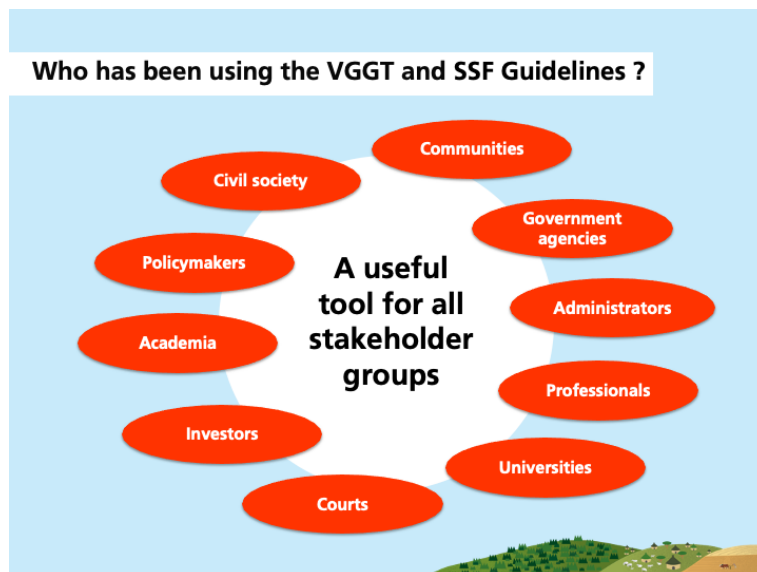 Who has been using the VGGT and SSF Guidelines ?
Communities
Civil society
Government
agencies
Policymakers
A useful
tool for all
stakeholder
groups
Administrators
Academia
Professionals
Investors
Universities
Courts